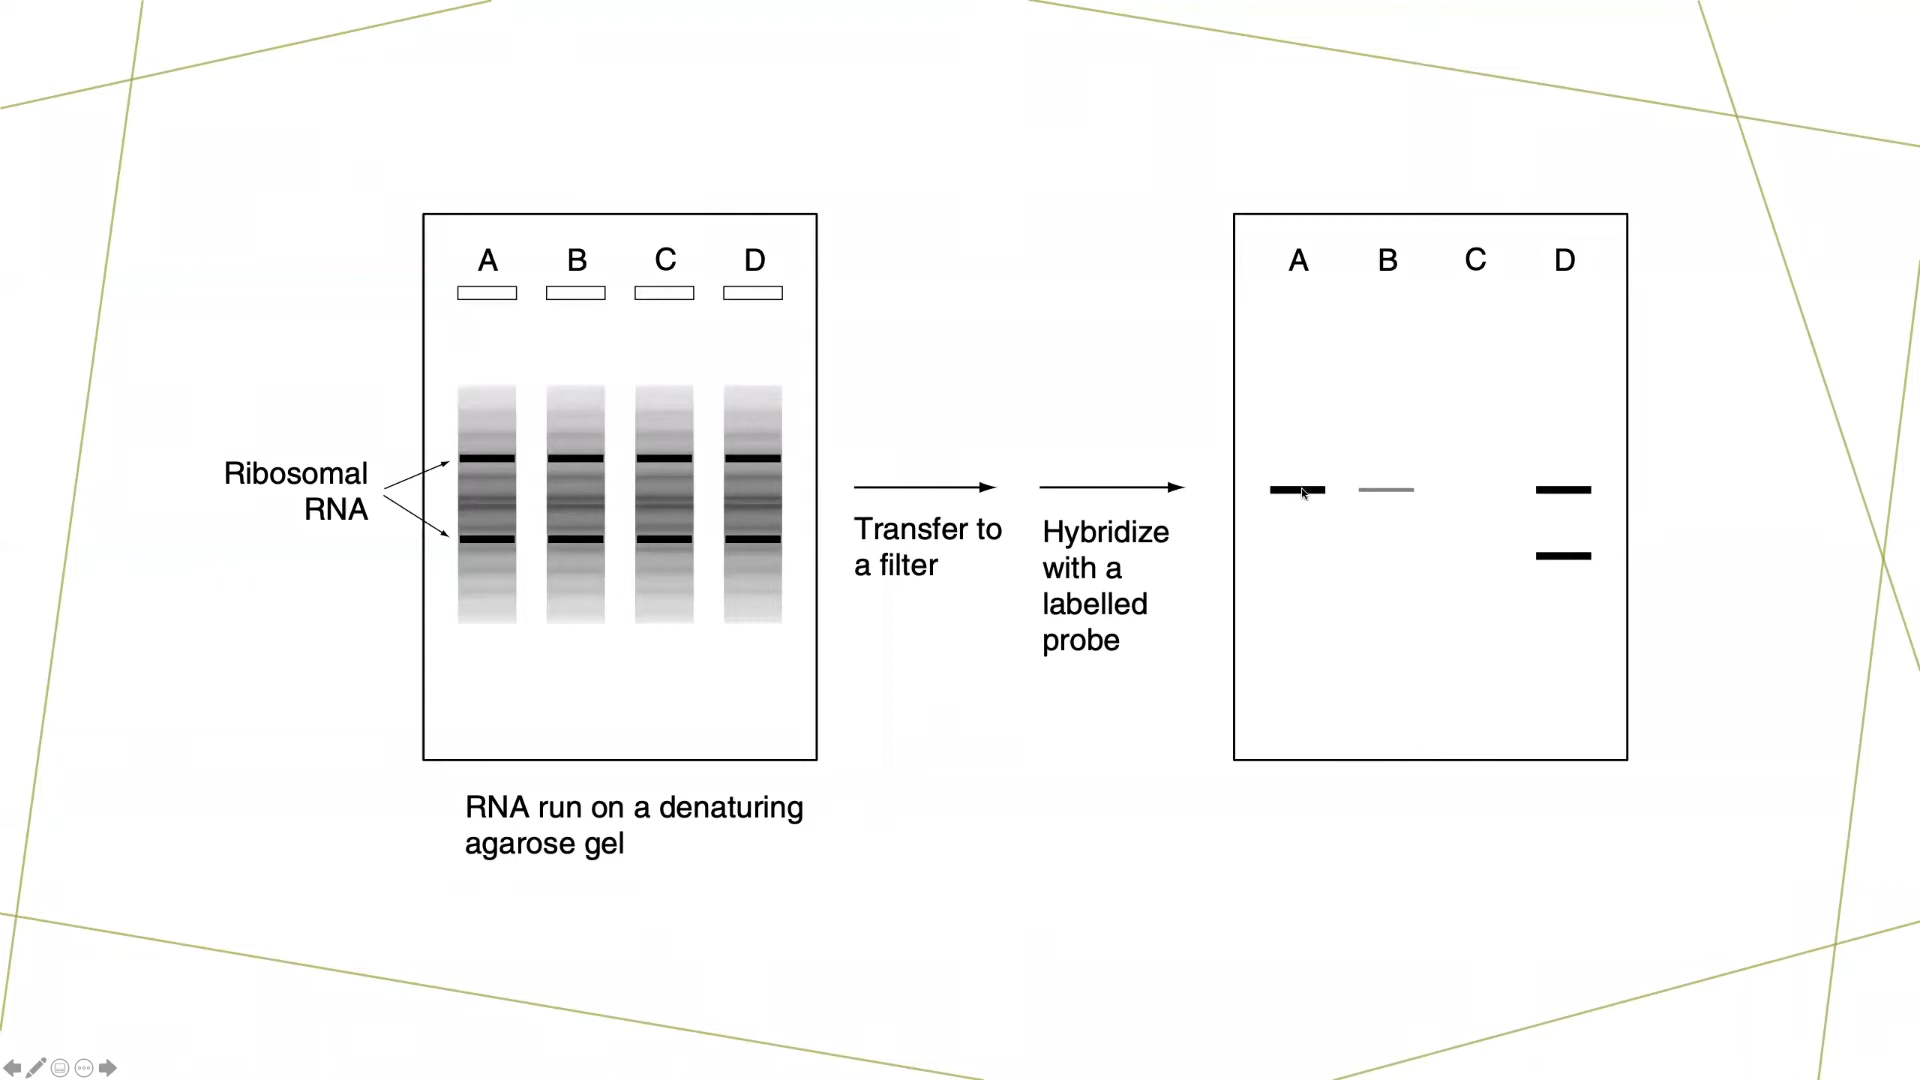 A B C D
Ribosomal
RNA
RNA run on a denaturing
agarose gel
Transfer to
a filter
Hybridize
with a
labelled
probe
A B C D